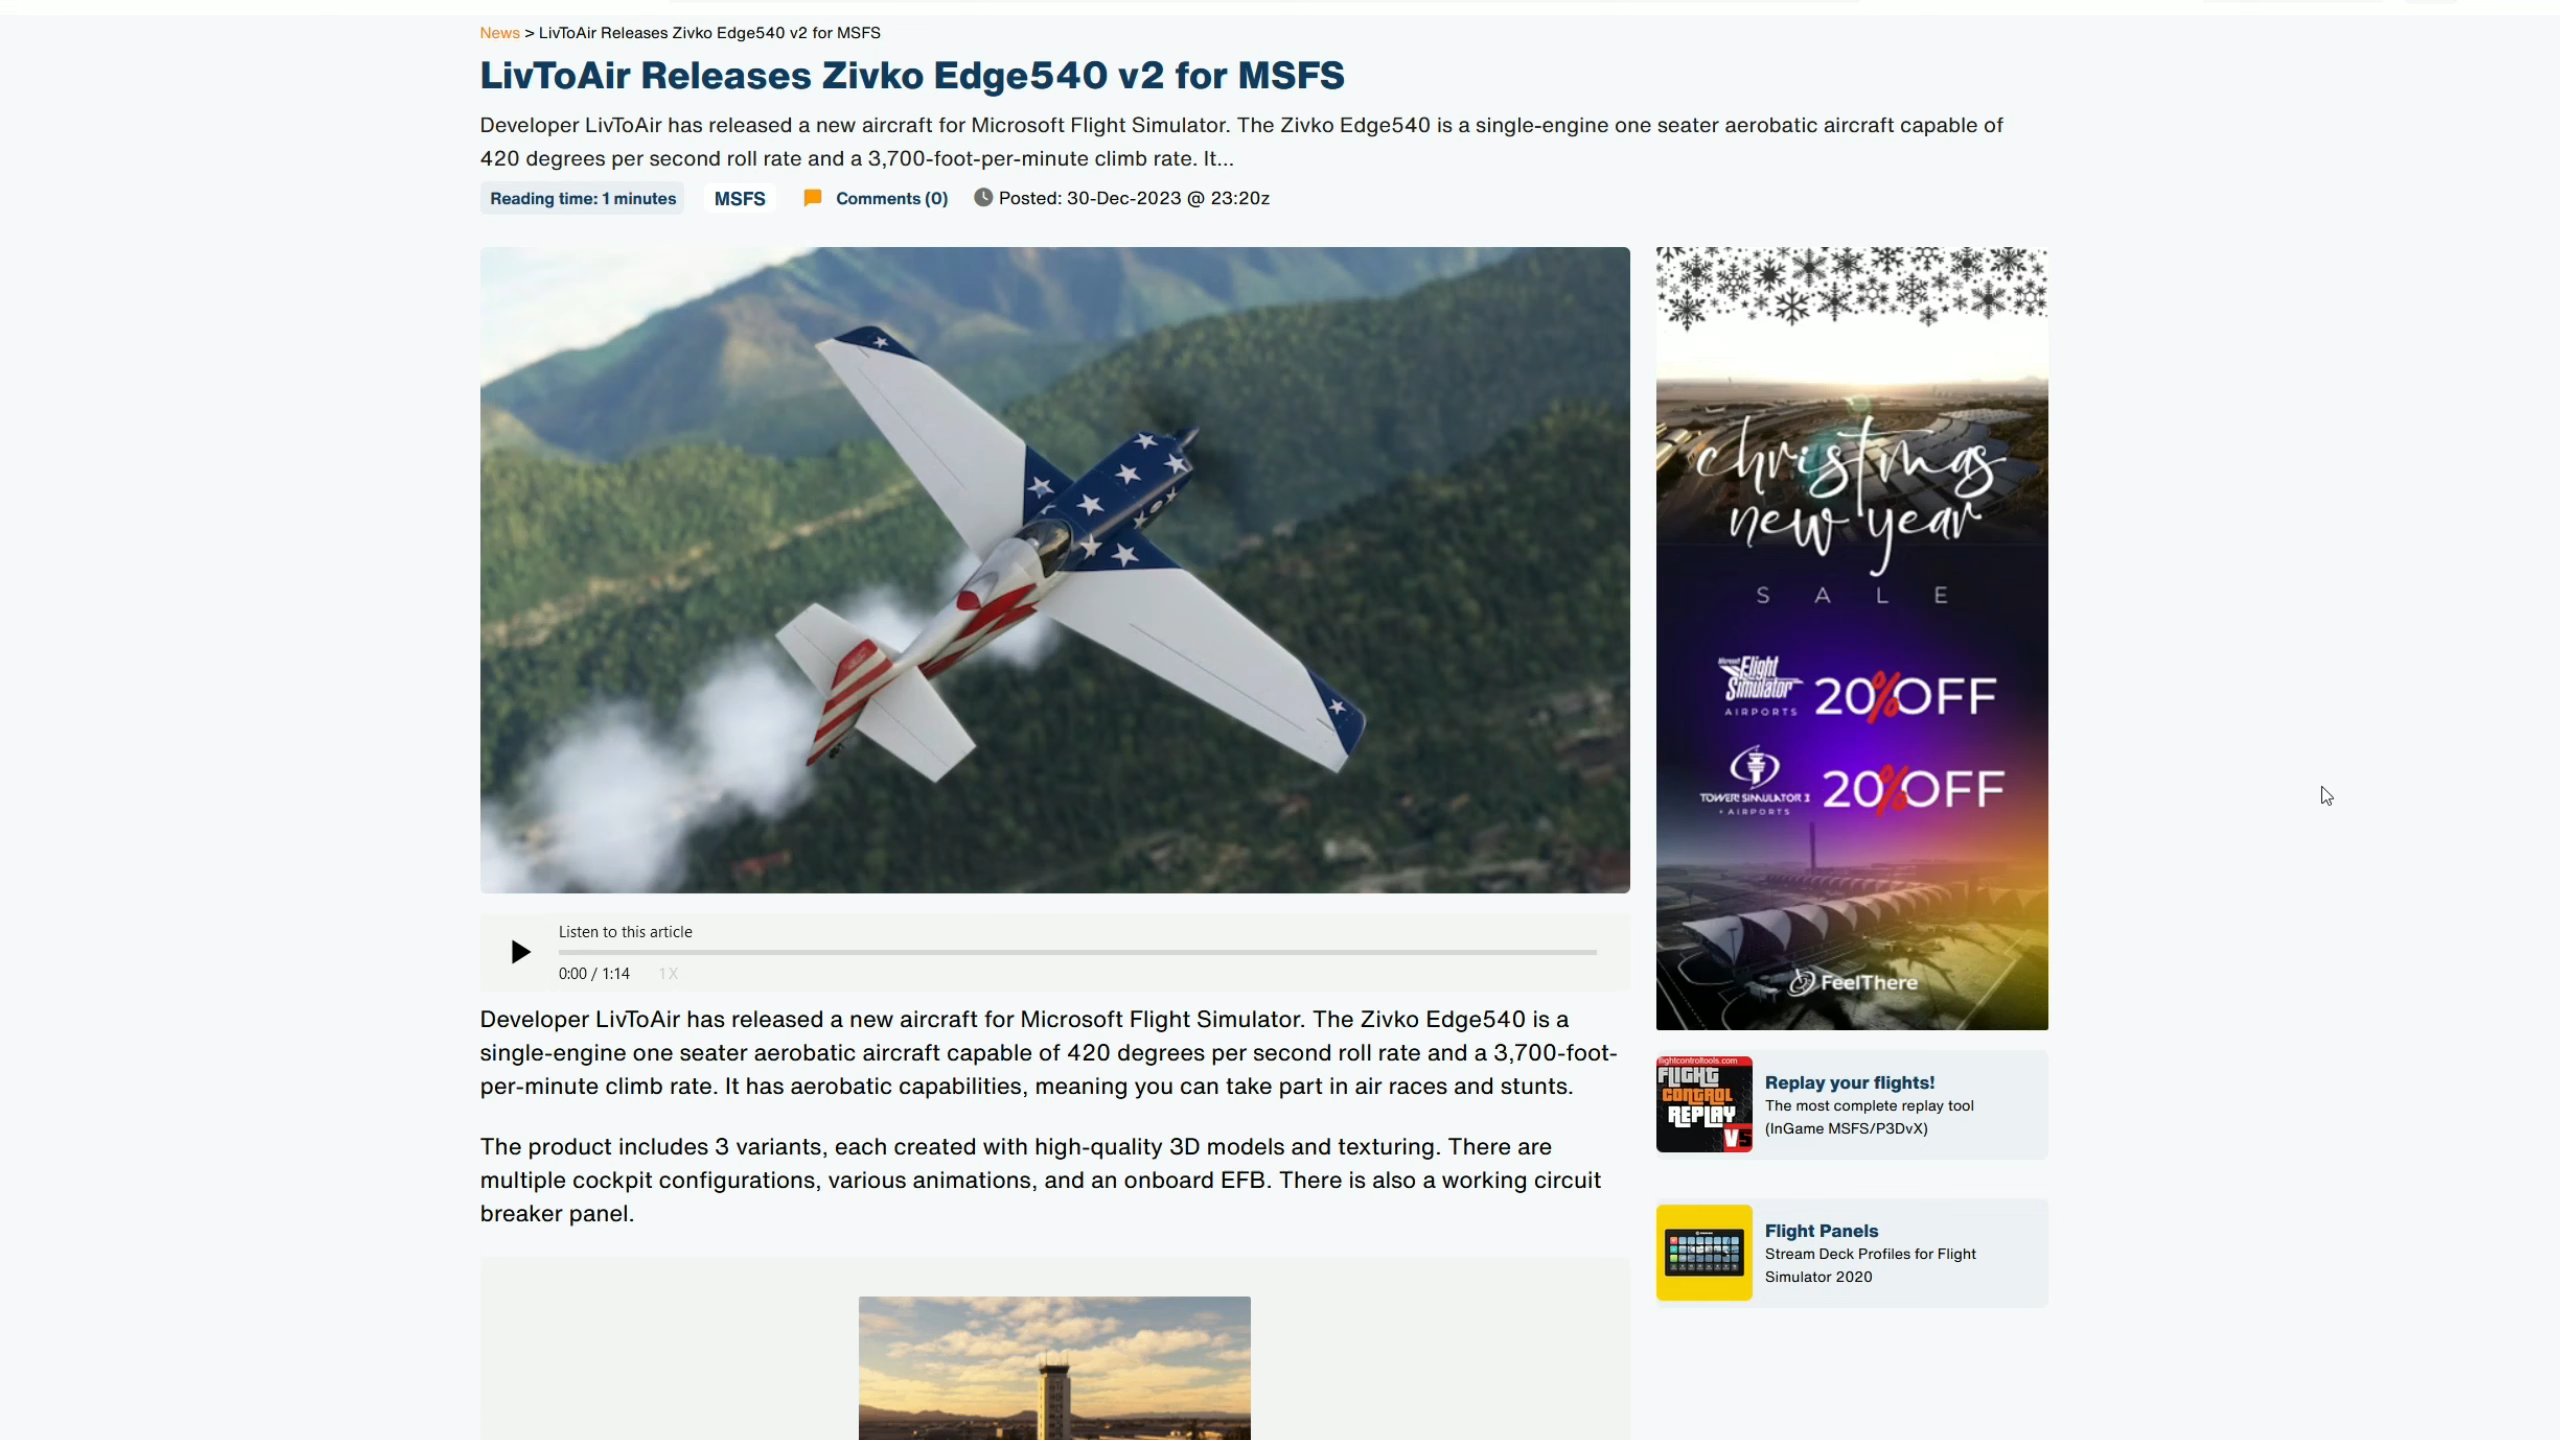 News > LivToAir Releases Zivko Edge540 v2 for MSFS
LivToAir Releases Zivko Edge540 v2 for MSFS
Developer LivToAir has released a new aircraft for Microsoft Flight Simulator. The Zivko Edge540 is a single-engine one seater aerobatic aircraft capable of
420 degrees per second roll rate and a 3,700-foot-per-minute climb rate. It...
Reading time: 1 minutes MSFS Comments (0) Posted: 30-Dec-2023 @ 23:20z
Listen to this article
0:00 / 1:14 1X
Developer LivToAir has released a new aircraft for Microsoft Flight Simulator. The Zivko Edge540 is a
single-engine one seater aerobatic aircraft capable of 420 degrees per second roll rate and a 3,700-foot-
per-minute climb rate. It has aerobatic capabilities, meaning you can take part in air races and stunts.
The product includes 3 variants, each created with high-quality 3D models and texturing. There are
multiple cockpit configurations, various animations, and an onboard EFB. There is also a working circuit
breaker panel.
christmas
new year
SALE
Microsoft
Flight
Simulator
AIRPORTS
20%OFF
TOWER! SIMULATOR 3
+ AIRPORTS
20%OFF
FeelThere
flightcontroltools.com
FLIGHT
CONTROL
REPLAY
V5
Replay your flights!
The most complete replay tool
(InGame MSFS/P3DvX)
Flight Panels
Stream Deck Profiles for Flight
Simulator 2020